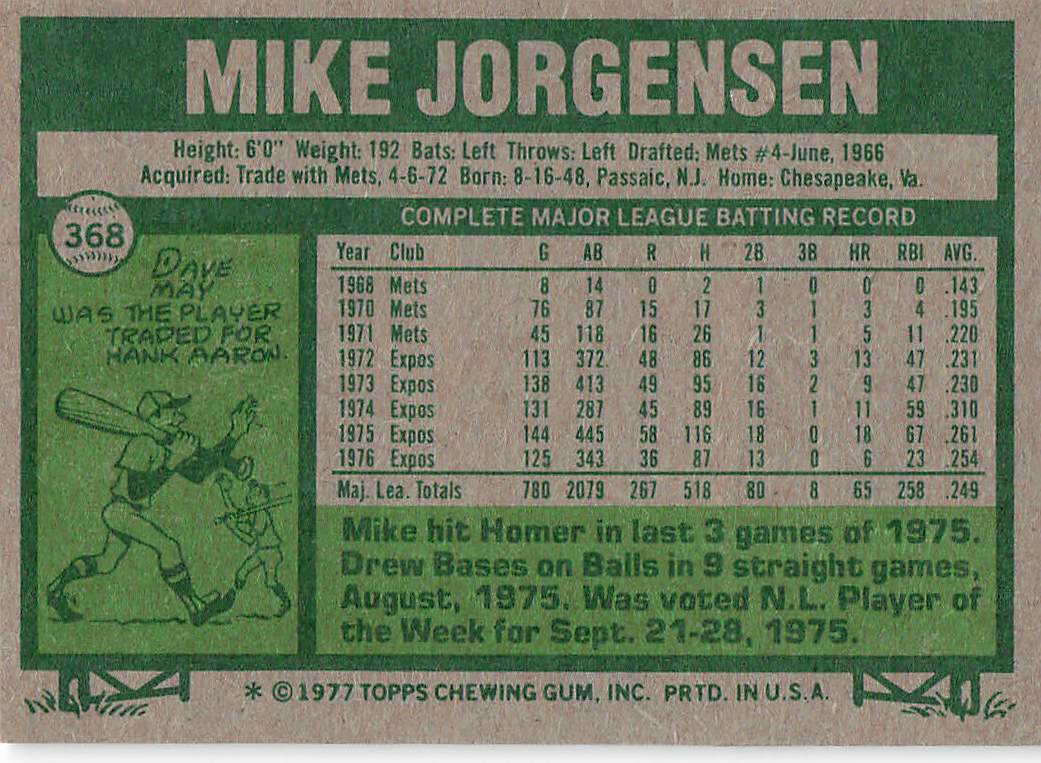 MIKE JORGENSEN
Height: 6'0" Weight: 192 Bats: Left Throws: Left Drafted: Mets #4-June, 1966
Acquired: Trade with Mets, 4-6-72 Born: 8-16-48, Passaic, N.J. Home: Chesapeake, Va.
368
DAVE
MAY
WAS THE PLAYER
TRADED FOR
HANK AARON.
COMPLETE MAJOR LEAGUE BATTING RECORD
Year Club G AB R H 2B 3B HR RBI AVG.
1968 Mets 8 14 0 2 1 0 0 0 .143
1970 Mets 76 87 15 17 3 1 3 4 .195
1971 Mets 45 118 16 26 1 1 5 11 .220
1972 Expos 113 372 48 86 12 3 13 47 .231
1973 Expos 138 413 49 95 16 2 9 47 .230
1974 Expos 131 287 45 89 16 1 11 59 .310
1975 Expos 144 445 58 116 18 0 18 67 .261
1976 Expos 125 343 36 87 13 0 6 23 .254
Maj. Lea. Totals 780 2079 267 518 80 8 65 258 .249
Mike hit Homer in last 3 games of 1975.
Drew Bases on Balls in 9 straight games,
August, 1975. Was voted N.L. Player of
the Week for Sept. 21-28, 1975.
* © 1977 TOPPS CHEWING GUM, INC. PRTD. IN U.S.A.